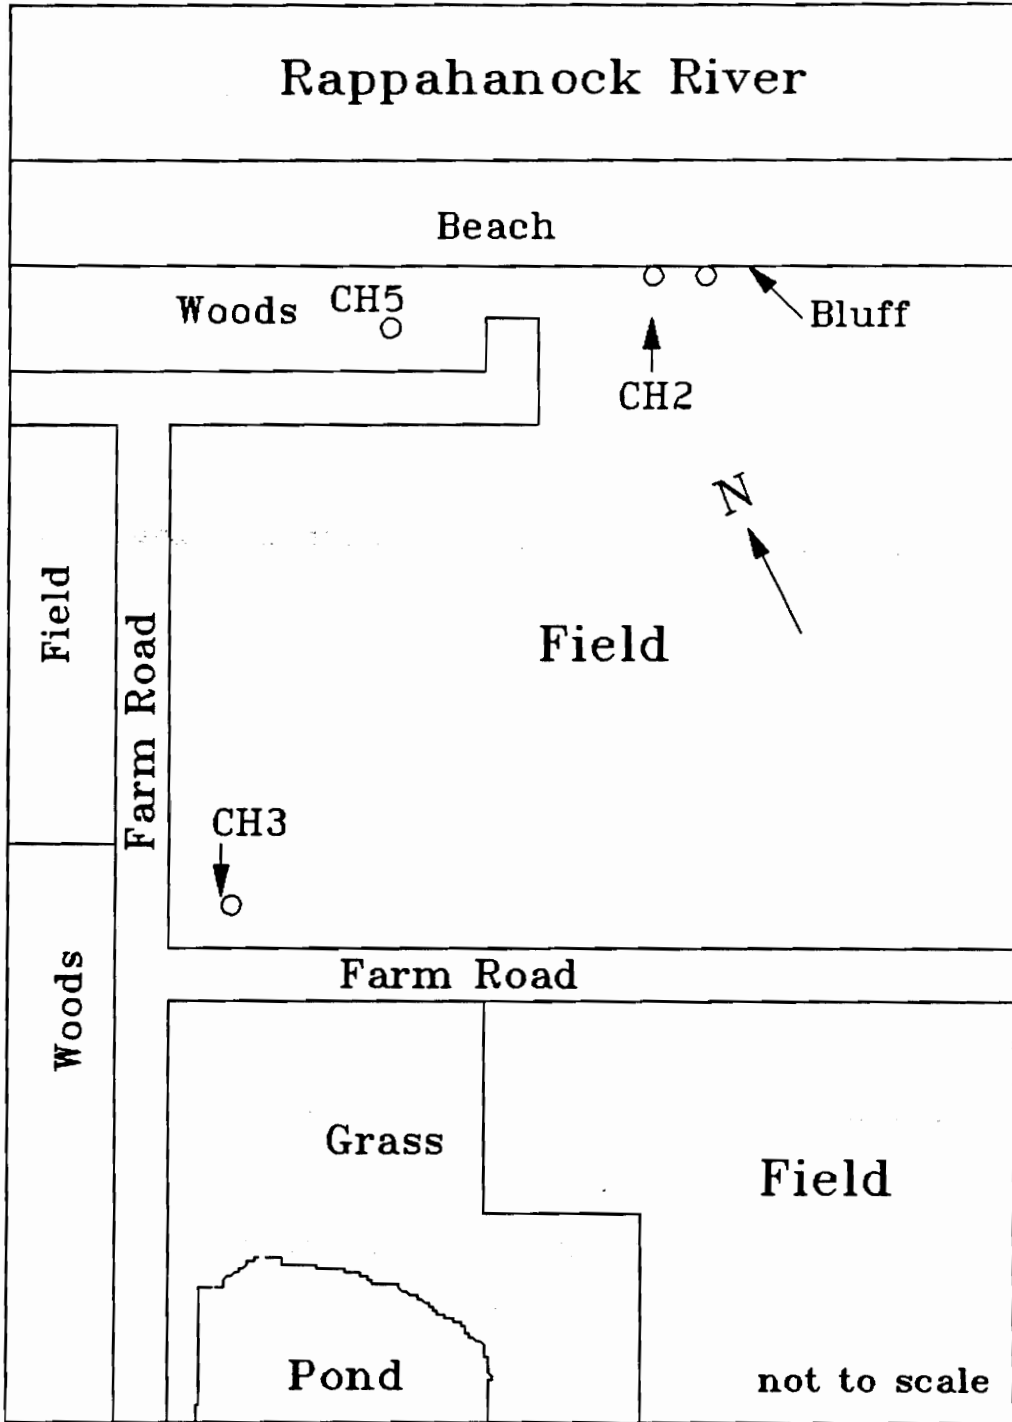 Rappahanock River
Beach
Woods
CH5
Bluff
CH2
N
Field
Field
Farm Road
CH3
Woods
Farm Road
Grass
Field
Pond
not to scale